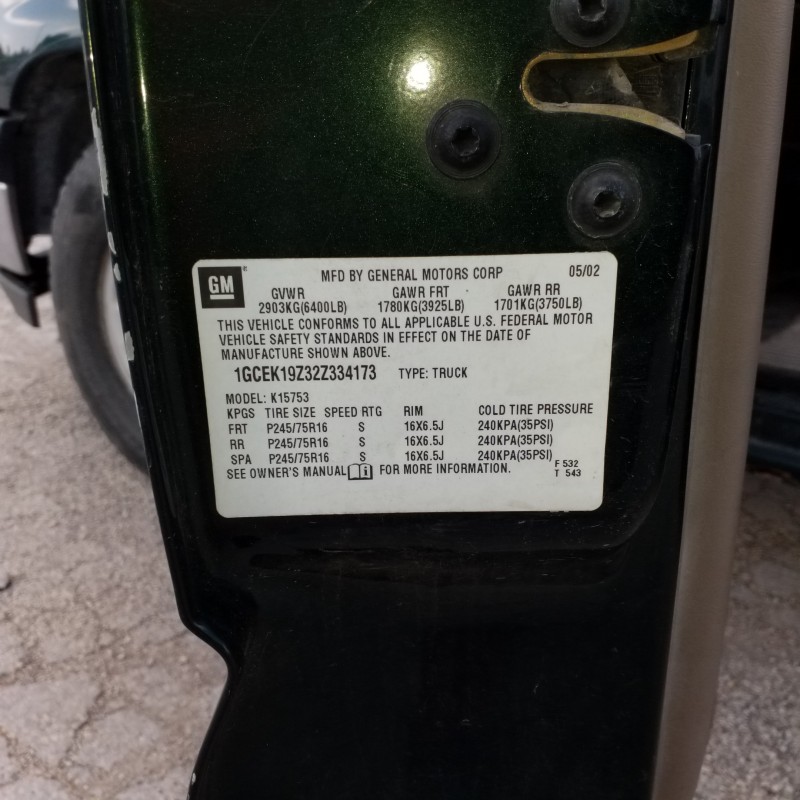 GM ® MFD BY GENERAL MOTORS CORP 05/02
GVWR GAWR FRT GAWR RR
2903KG(6400LB) 1780KG(3925LB) 1701KG(3750LB)
THIS VEHICLE CONFORMS TO ALL APPLICABLE U.S. FEDERAL MOTOR
VEHICLE SAFETY STANDARDS IN EFFECT ON THE DATE OF
MANUFACTURE SHOWN ABOVE.
1GCEK19Z32Z334173 TYPE: TRUCK
MODEL: K15753
KPGS TIRE SIZE SPEED RTG RIM COLD TIRE PRESSURE
FRT P245/75R16 S 16X6.5J 240KPA(35PSI)
RR P245/75R16 S 16X6.5J 240KPA(35PSI)
SPA P245/75R16 S 16X6.5J 240KPA(35PSI)
SEE OWNER'S MANUAL i FOR MORE INFORMATION. F 532
T 543